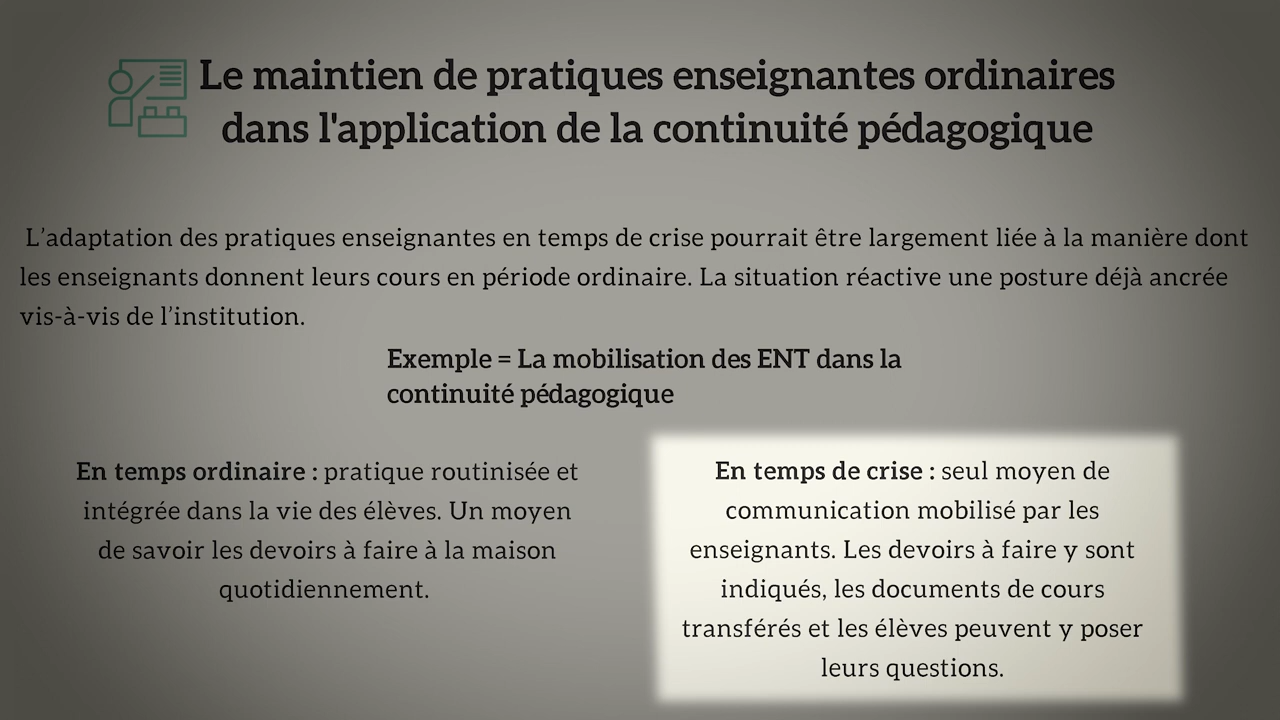 Le maintien de pratiques enseignantes ordinaires
dans l'application de la continuité pédagogique
L’adaptation des pratiques enseignantes en temps de crise pourrait être largement liée à la manière dont
les enseignants donnent leurs cours en période ordinaire. La situation réactive une posture déjà ancrée
vis-à-vis de l’institution.
Exemple = La mobilisation des ENT dans la
continuité pédagogique
En temps ordinaire : pratique routinisée et
intégrée dans la vie des élèves. Un moyen
de savoir les devoirs à faire à la maison
quotidiennement.
En temps de crise : seul moyen de
communication mobilisé par les
enseignants. Les devoirs à faire y sont
indiqués, les documents de cours
transférés et les élèves peuvent y poser
leurs questions.